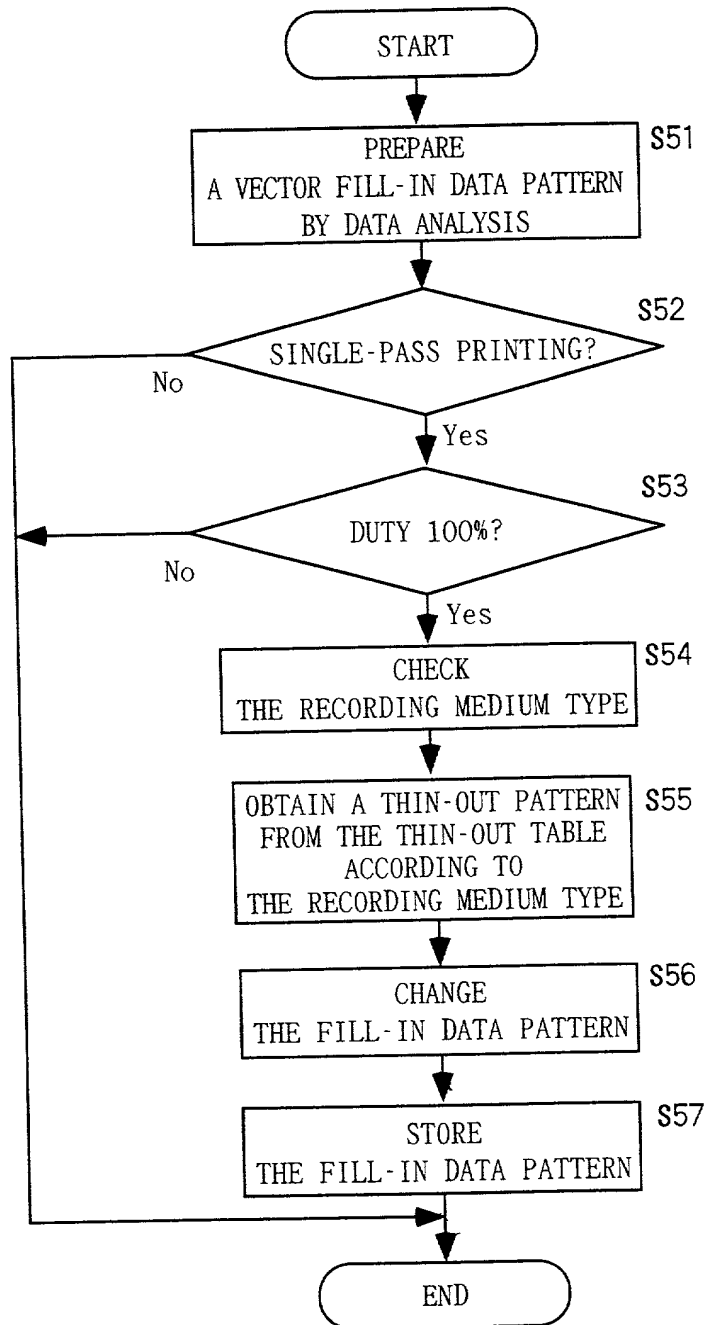 START
S51
PREPARE
A VECTOR FILL-IN DATA PATTERN
BY DATA ANALYSIS
S52
SINGLE-PASS PRINTING?
No
Yes
S53
DUTY 100%?
No
Yes
S54
CHECK
THE RECORDING MEDIUM TYPE
S55
OBTAIN A THIN-OUT PATTERN
FROM THE THIN-OUT TABLE
ACCORDING TO
THE RECORDING MEDIUM TYPE
S56
CHANGE
THE FILL-IN DATA PATTERN
S57
STORE
THE FILL-IN DATA PATTERN
END